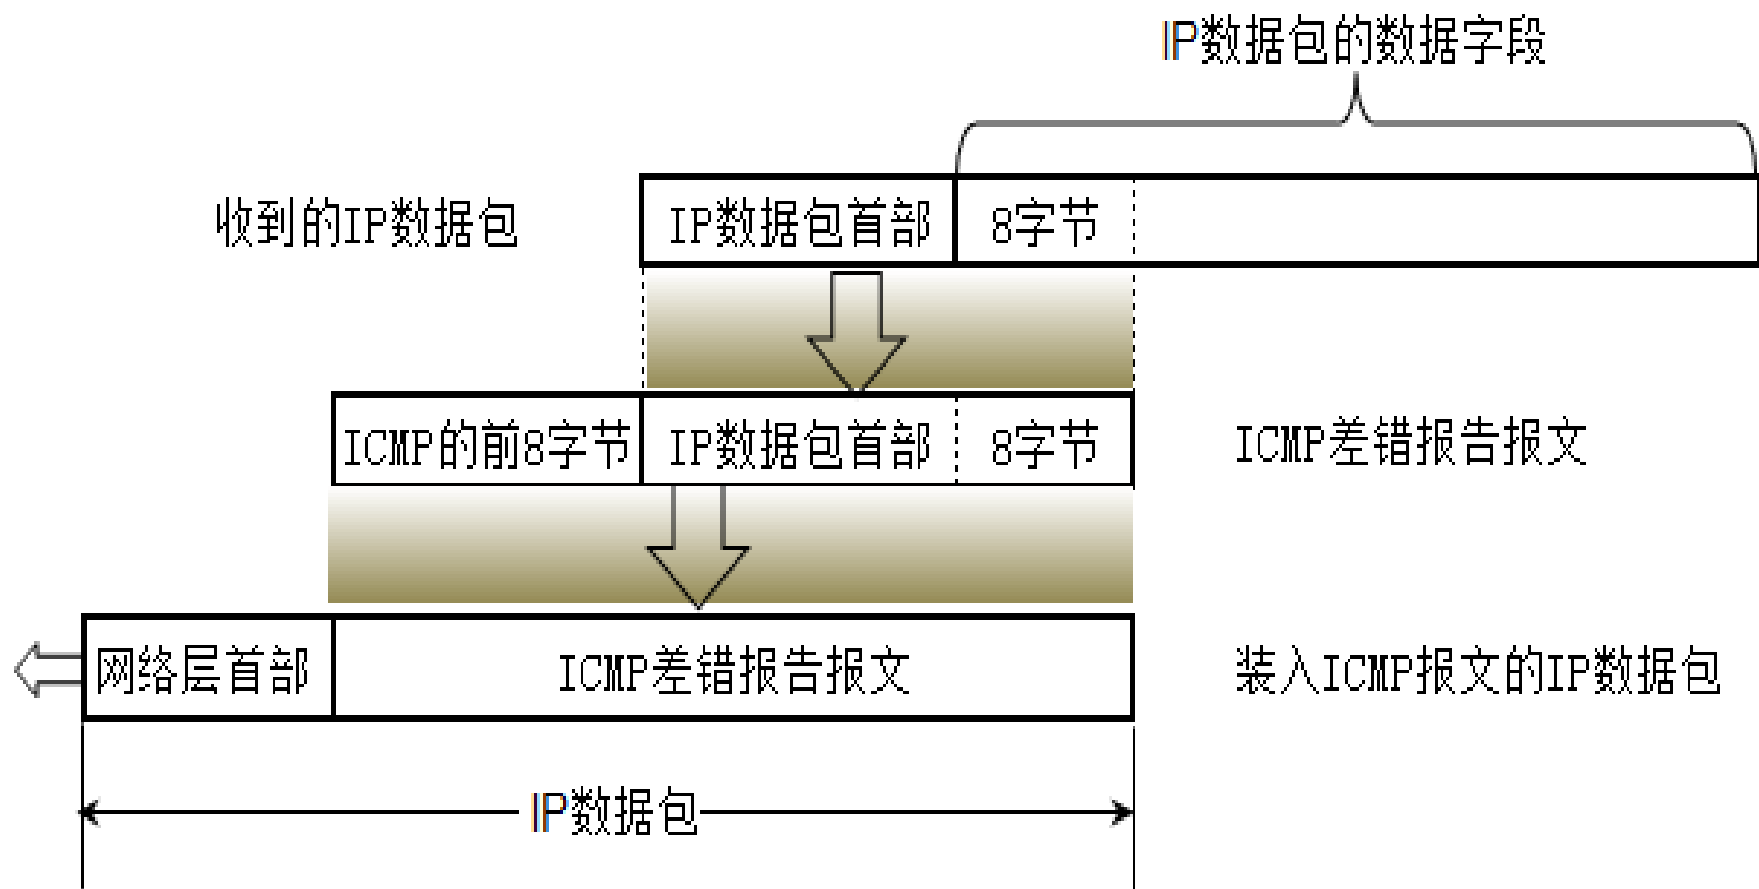 IP数据包的数据字段
收到的IP数据包
IP数据包首部
8字节
ICMP的前8字节
IP数据包首部
8字节
ICMP差错报告报文
网络层首部
ICMP差错报告报文
装入ICMP报文的IP数据包
IP数据包